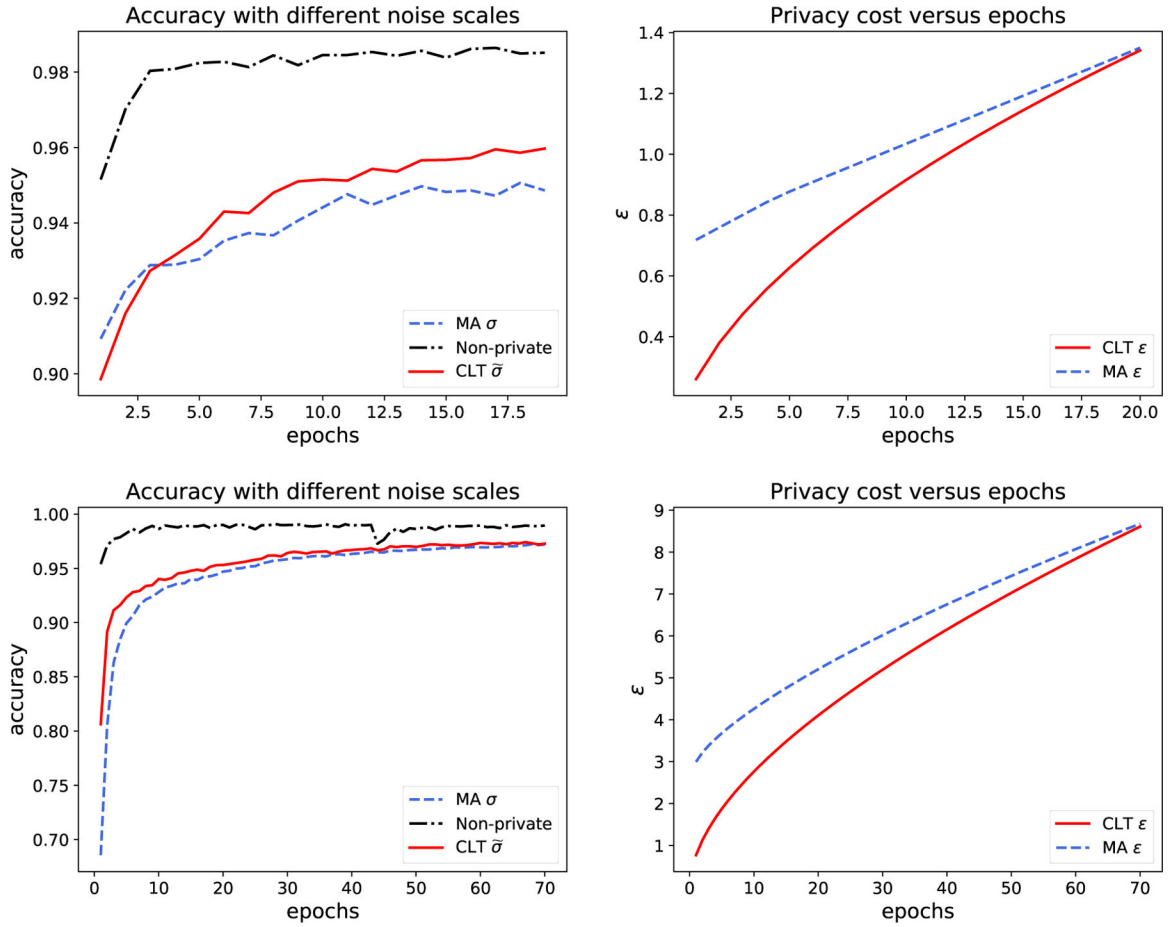 Accuracy with different noise scales
accuracy
0.98
0.96
0.94
0.92
0.90
2.5 5.0 7.5 10.0 12.5 15.0 17.5
epochs
MA σ
Non-private
CLT σ̃
Privacy cost versus epochs
ε
1.4
1.2
1.0
0.8
0.6
0.4
2.5 5.0 7.5 10.0 12.5 15.0 17.5 20.0
epochs
CLT ε
MA ε
Accuracy with different noise scales
accuracy
1.00
0.95
0.90
0.85
0.80
0.75
0.70
0 10 20 30 40 50 60 70
epochs
MA σ
Non-private
CLT σ̃
Privacy cost versus epochs
ε
9
8
7
6
5
4
3
2
1
0 10 20 30 40 50 60 70
epochs
CLT ε
MA ε